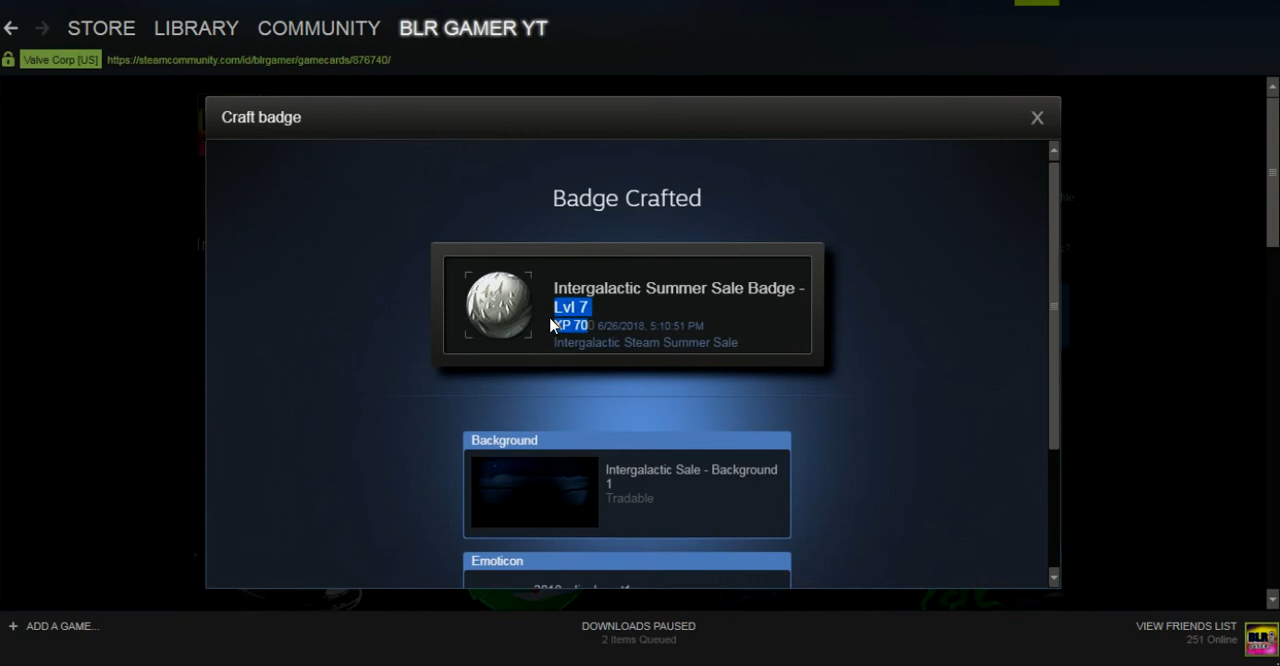 STORE LIBRARY COMMUNITY BLR GAMER YT
Valve Corp [US] https://steamcommunity.com/id/blrgamer/gamecards/876740/
Craft badge X
Badge Crafted
Intergalactic Summer Sale Badge -
Lvl 7
XP 700 6/26/2018, 5:10:51 PM
Intergalactic Steam Summer Sale
Background
Intergalactic Sale - Background
1
Tradable
Emoticon
+ ADD A GAME...
DOWNLOADS PAUSED
2 Items Queued
VIEW FRIENDS LIST
251 Online
BLR